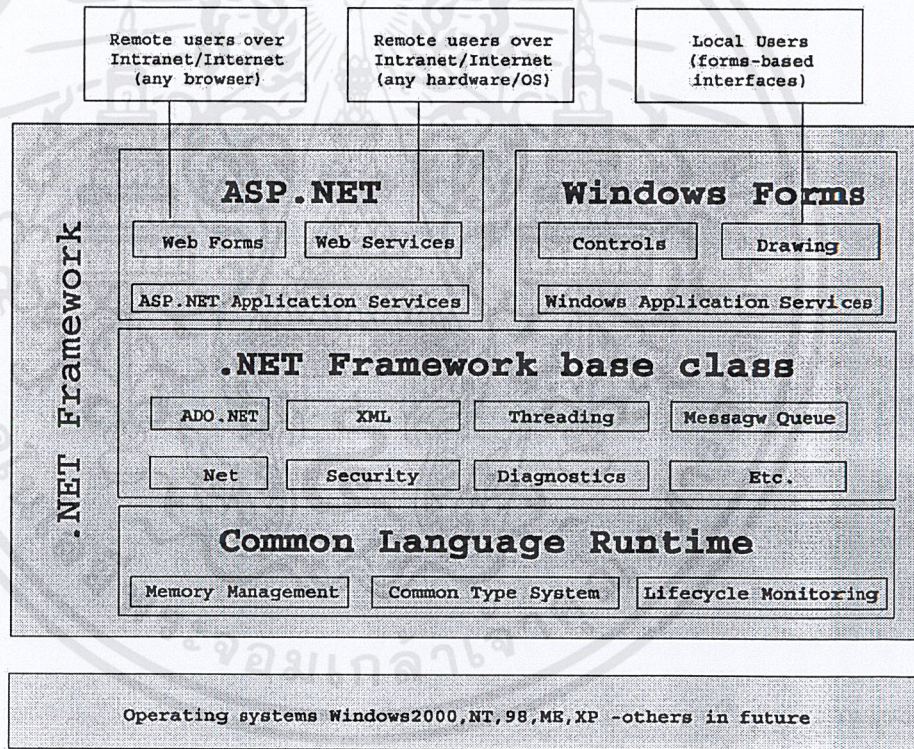 Remote users over
Intranet/Internet
(any browser)
Remote users over
Intranet/Internet
(any hardware/OS)
Local Users
(forms-based
interfaces)
.NET Framework
ASP.NET
Web Forms
Web Services
ASP.NET Application Services
Windows Forms
Controls
Drawing
Windows Application Services
.NET Framework base class
ADO.NET
XML
Threading
Messagw Queue
Net
Security
Diagnostics
Etc.
Common Language Runtime
Memory Management
Common Type System
Lifecycle Monitoring
Operating systems Windows2000,NT,98,ME,XP -others in future